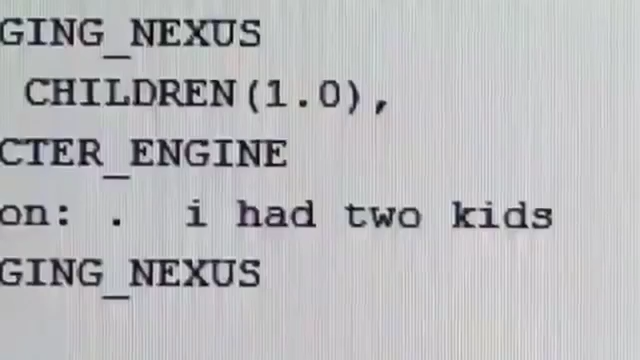 GING_NEXUS
CHILDREN(1.0),
CTER_ENGINE
on: .  i had two kids
GING_NEXUS